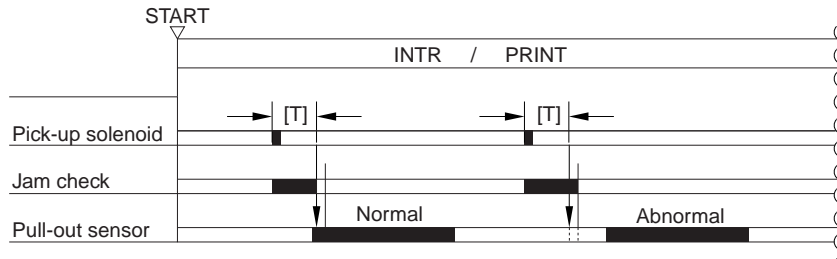 START
INTR / PRINT
[T] [T]
Pick-up solenoid
Jam check
Normal Abnormal
Pull-out sensor